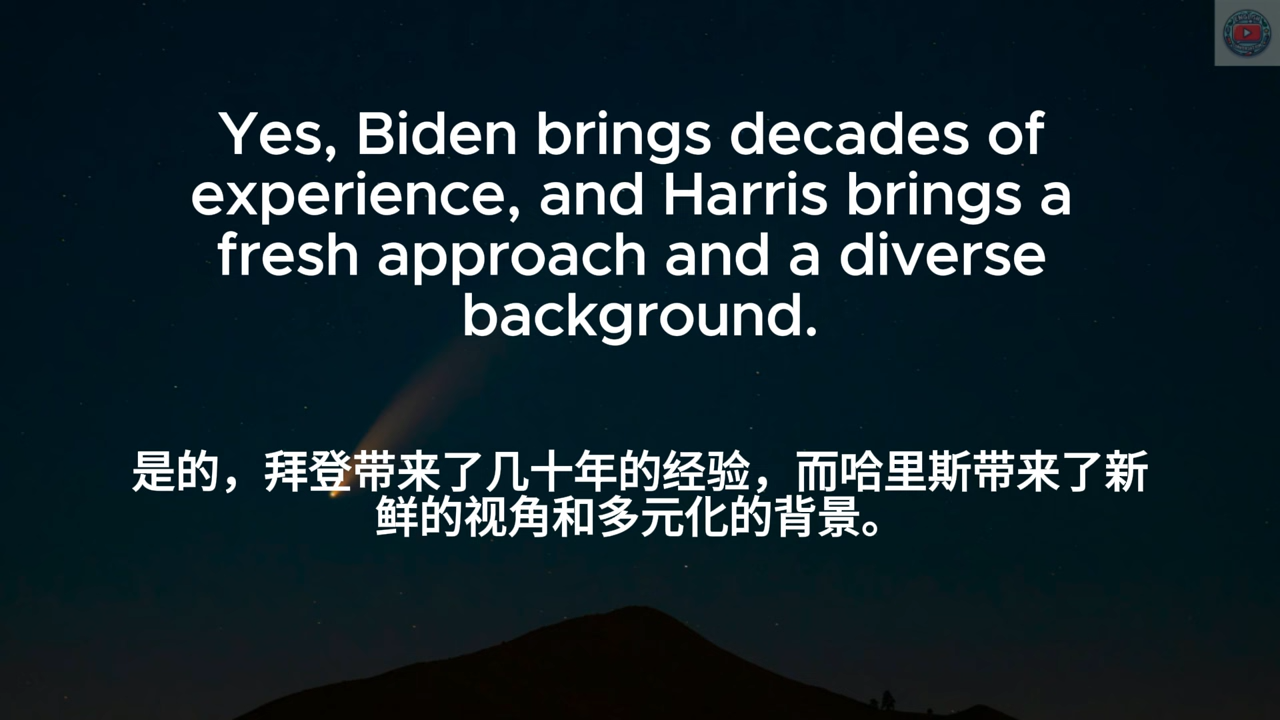 Yes, Biden brings decades of
experience, and Harris brings a
fresh approach and a diverse
background.
是的，拜登带来了几十年的经验，而哈里斯带来了新
鲜的视角和多元化的背景。